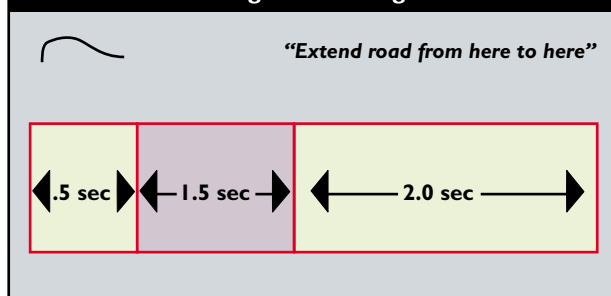 “Extend road from here to here”
.5 sec
1.5 sec
2.0 sec